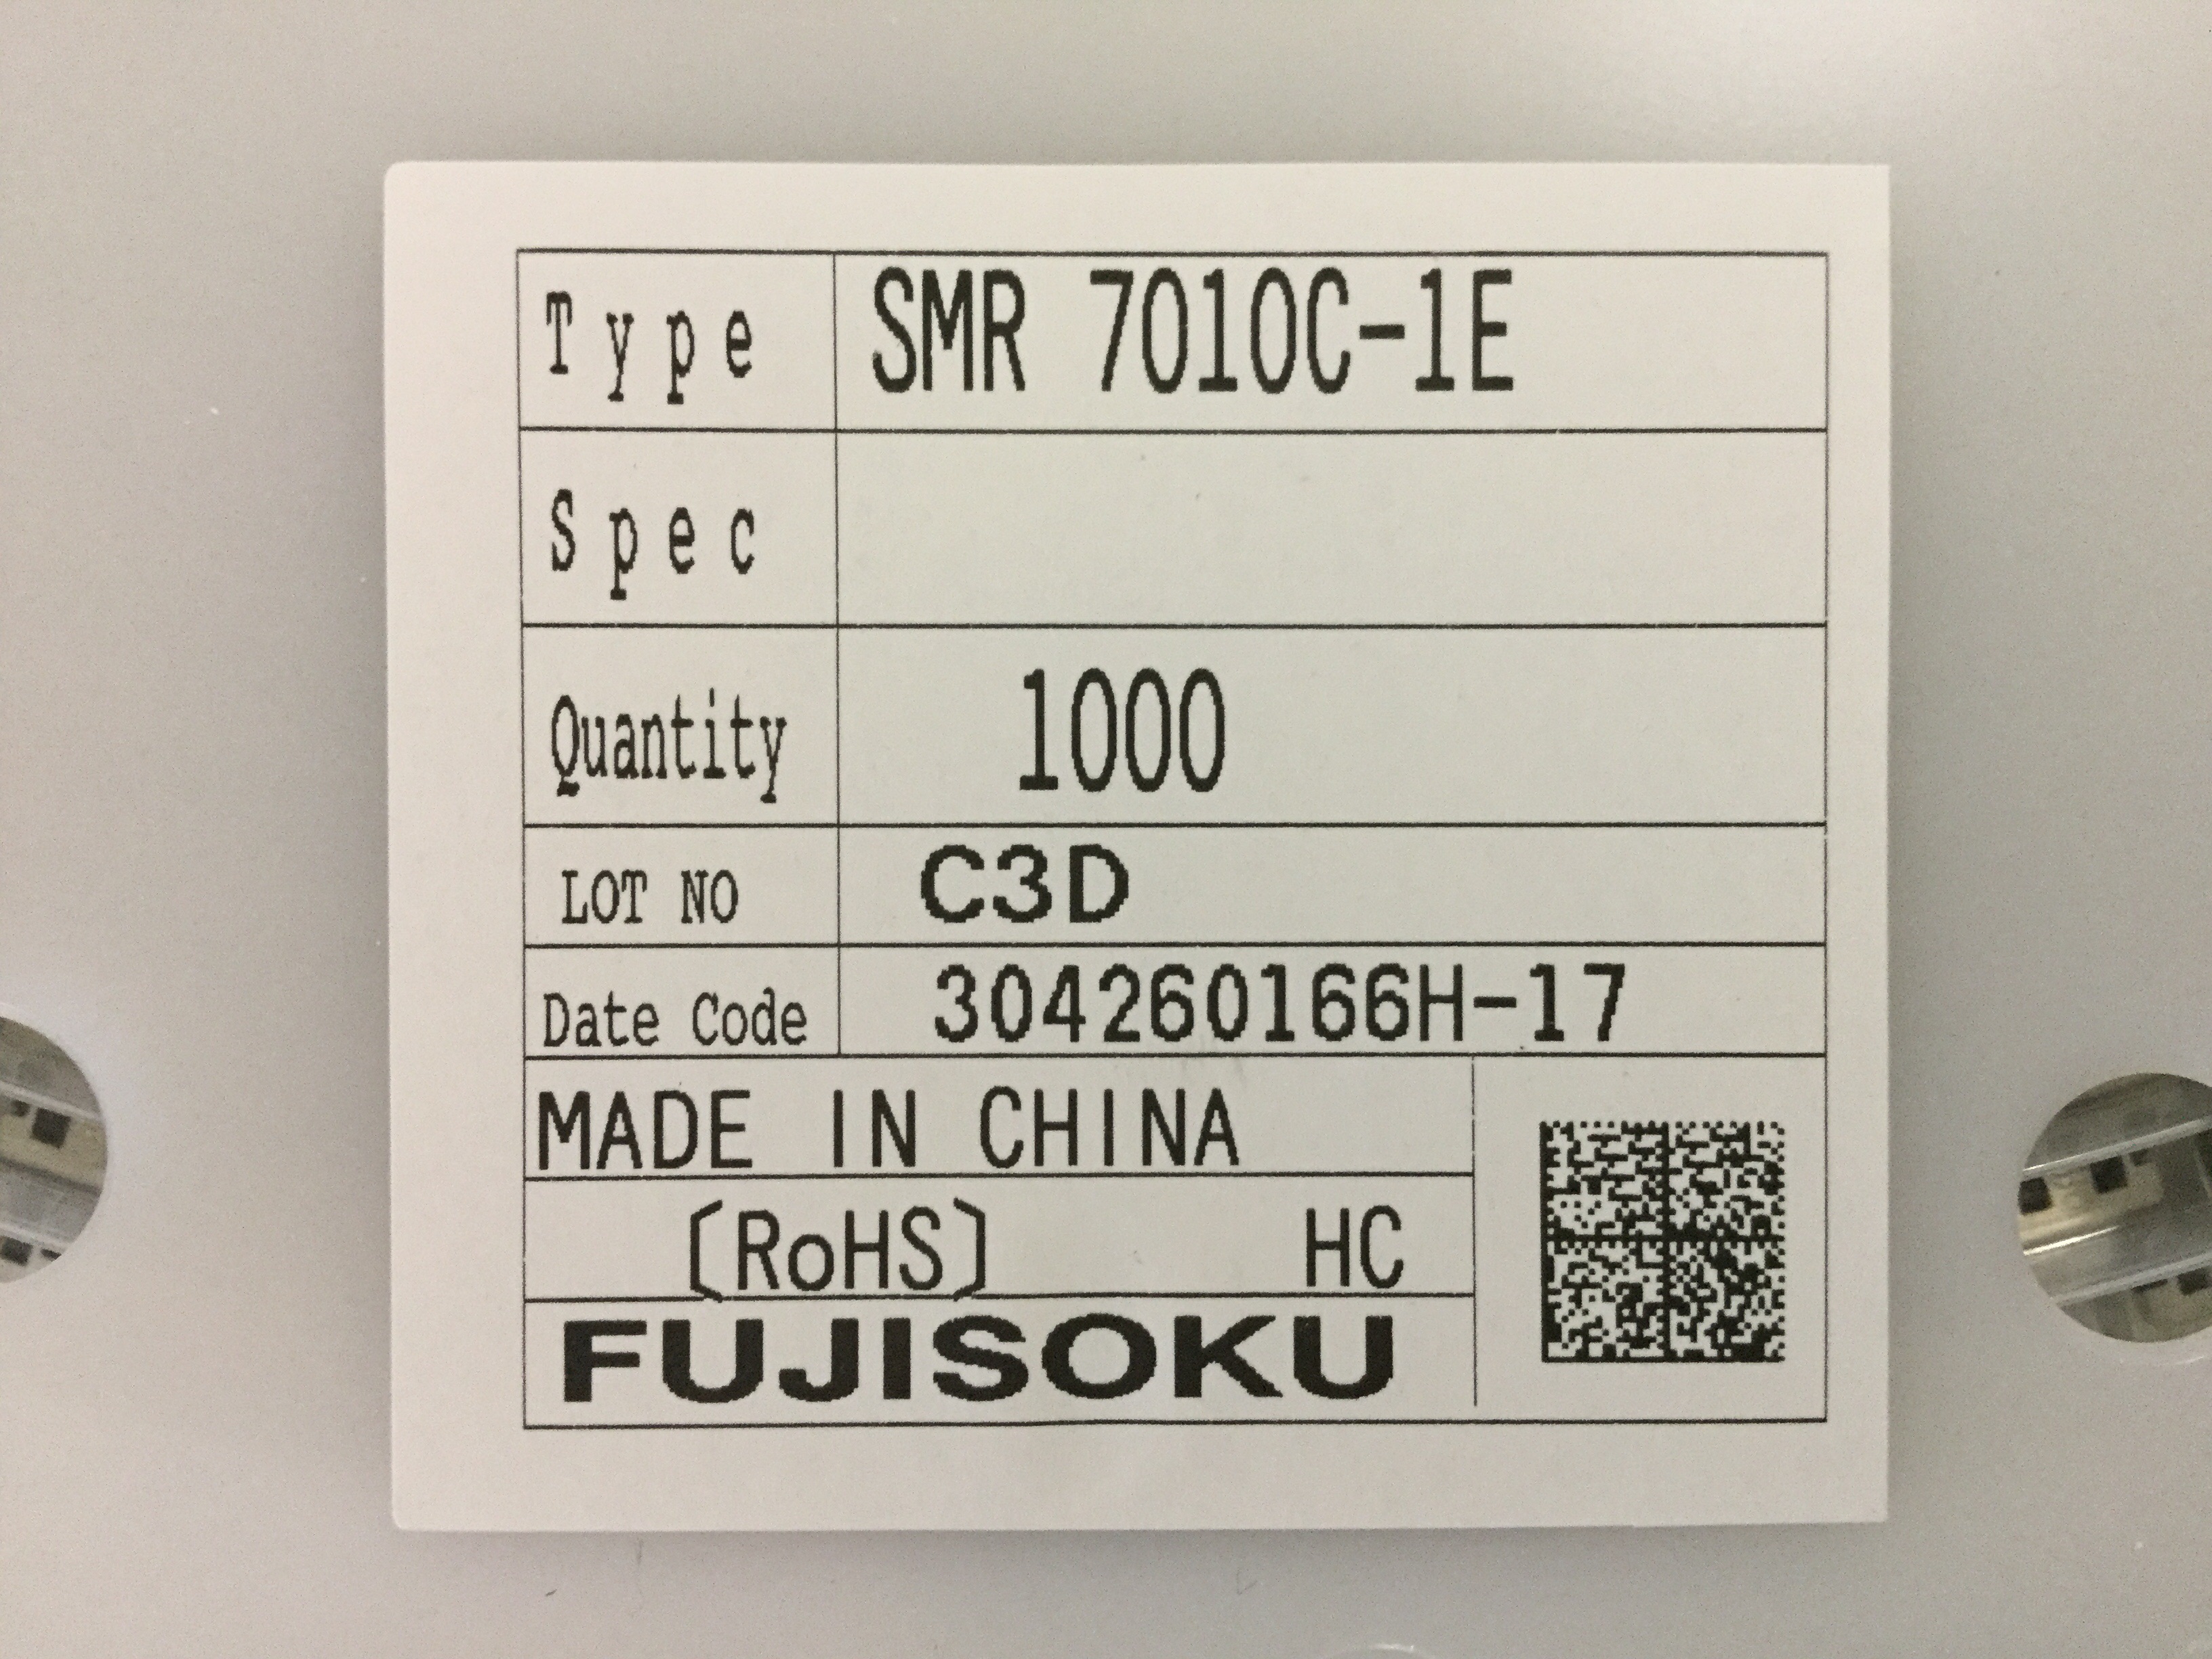 Type SMR 7010C-1E
Spec
Quantity 1000
LOT NO C3D
Date Code 304260166H-17
MADE IN CHINA
〔RoHS〕 HC
FUJISOKU